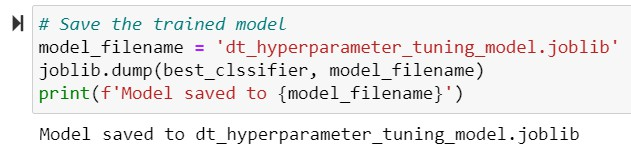 # Save the trained model
model_filename = 'dt_hyperparameter_tuning_model.joblib'
joblib.dump(best_clssifier, model_filename)
print(f'Model saved to {model_filename}')
Model saved to dt_hyperparameter_tuning_model.joblib